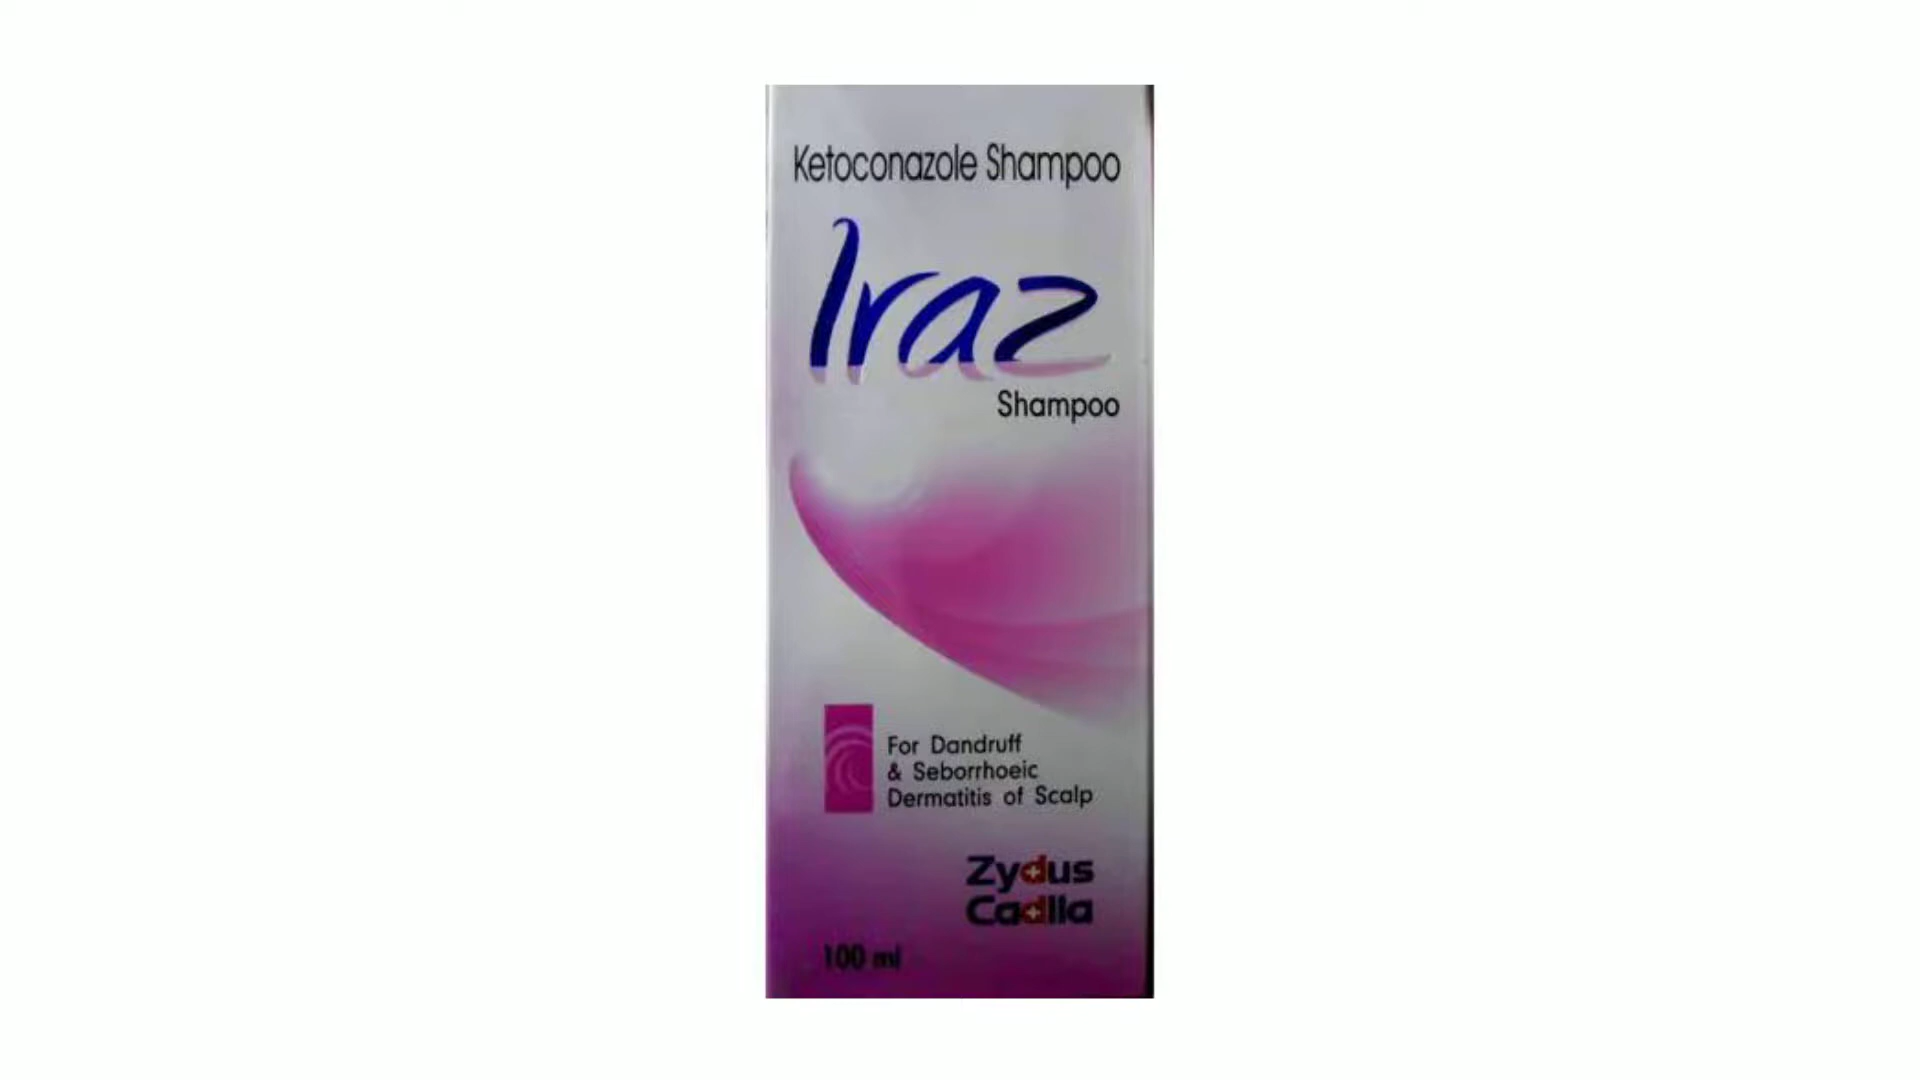 Ketoconazole Shampoo
Iraz
Shampoo
For Dandruff
& Seborrhoeic
Dermatitis of Scalp
Zydus
Cadila
100 ml